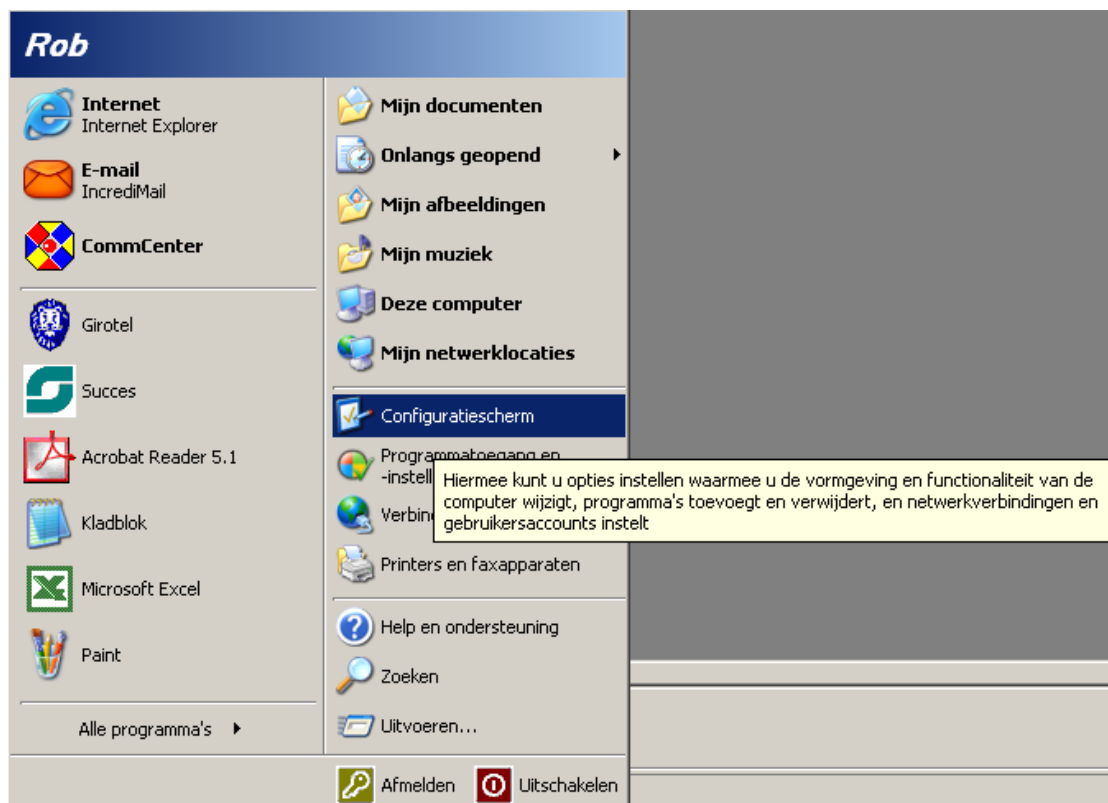 Rob
Internet
Internet Explorer
E-mail
IncrediMail
CommCenter
Girotel
Succes
Acrobat Reader 5.1
Kladblok
Microsoft Excel
Paint
Alle programma's
Mijn documenten
Onlangs geopend
Mijn afbeeldingen
Mijn muziek
Deze computer
Mijn netwerklocaties
Configuratiescherm
Programmatoegang en
Hiermee kunt u opties instellen waarmee u de vormgeving en functionaliteit van de
computer wijzigt, programma's toevoegt en verwijdert, en netwerkverbindingen en
gebruikersaccounts instelt
Printers en faxapparaten
Help en ondersteuning
Zoeken
Uitvoeren...
Afmelden
Uitschakelen